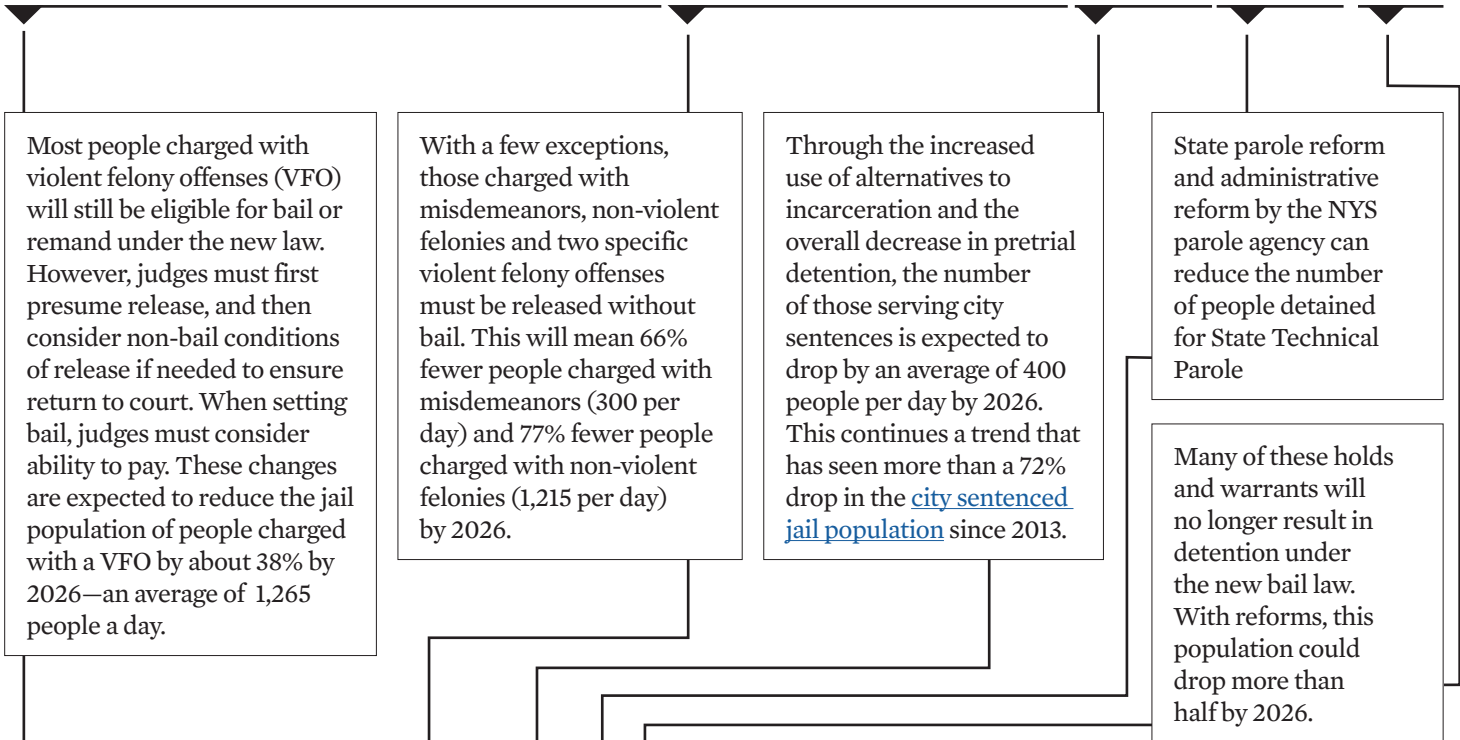 Most people charged with
violent felony offenses (VFO)
will still be eligible for bail or
remand under the new law.
However, judges must first
presume release, and then
consider non-bail conditions
of release if needed to ensure
return to court. When setting
bail, judges must consider
ability to pay. These changes
are expected to reduce the jail
population of people charged
with a VFO by about 38% by
2026—an average of 1,265
people a day.
With a few exceptions,
those charged with
misdemeanors, non-violent
felonies and two specific
violent felony offenses
must be released without
bail. This will mean 66%
fewer people charged with
misdemeanors (300 per
day) and 77% fewer people
charged with non-violent
felonies (1,215 per day)
by 2026.
Through the increased
use of alternatives to
incarceration and the
overall decrease in pretrial
detention, the number
of those serving city
sentences is expected to
drop by an average of 400
people per day by 2026.
This continues a trend that
has seen more than a 72%
drop in the city sentenced
jail population since 2013.
State parole reform
and administrative
reform by the NYS
parole agency can
reduce the number
of people detained
for State Technical
Parole
Many of these holds
and warrants will
no longer result in
detention under
the new bail law.
With reforms, this
population could
drop more than
half by 2026.